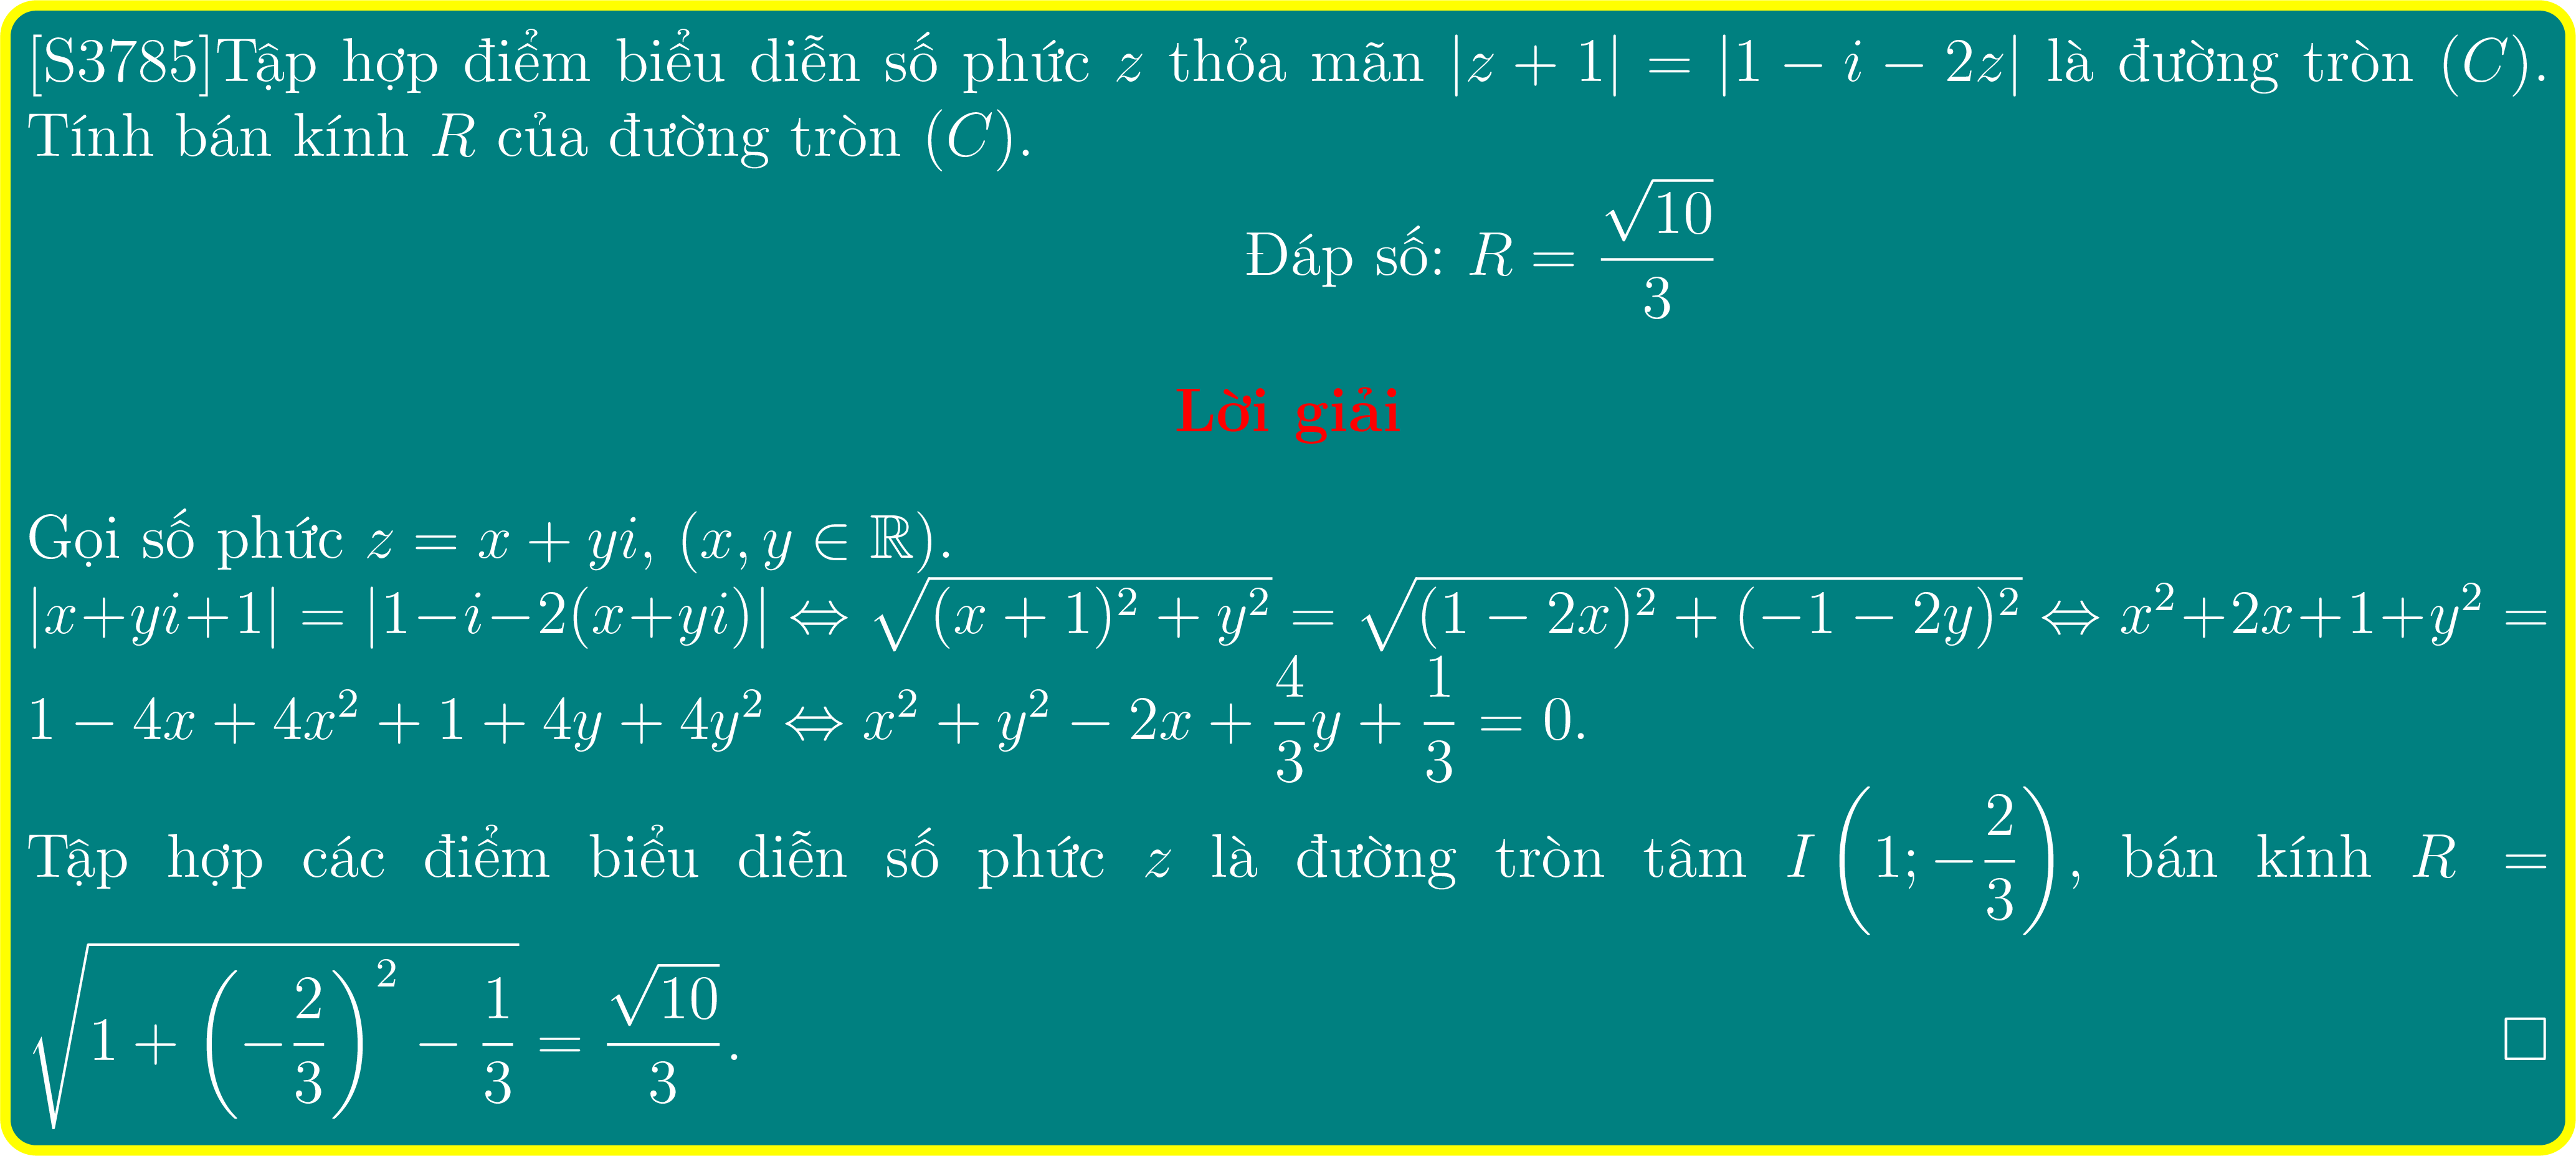 [S3785]Tập hợp điểm biểu diễn số phức z thỏa mãn |z + 1| = |1 − i − 2z| là đường tròn (C).
Tính bán kính R của đường tròn (C).
Đáp số: R = \frac{\sqrt{10}}{3}
Lời giải
Gọi số phức z = x + yi, (x, y ∈ ℝ).
|x+yi+1| = |1−i−2(x+yi)| ⇔ \sqrt{(x + 1)^2 + y^2} = \sqrt{(1 − 2x)^2 + (−1 − 2y)^2} ⇔ x^2+2x+1+y^2 =
1 − 4x + 4x^2 + 1 + 4y + 4y^2 ⇔ x^2 + y^2 − 2x + \frac{4}{3}y + \frac{1}{3} = 0.
Tập hợp các điểm biểu diễn số phức z là đường tròn tâm I \left(1; −\frac{2}{3}\right), bán kính R =
\sqrt{1 + \left(−\frac{2}{3}\right)^2 − \frac{1}{3}} = \frac{\sqrt{10}}{3}. □